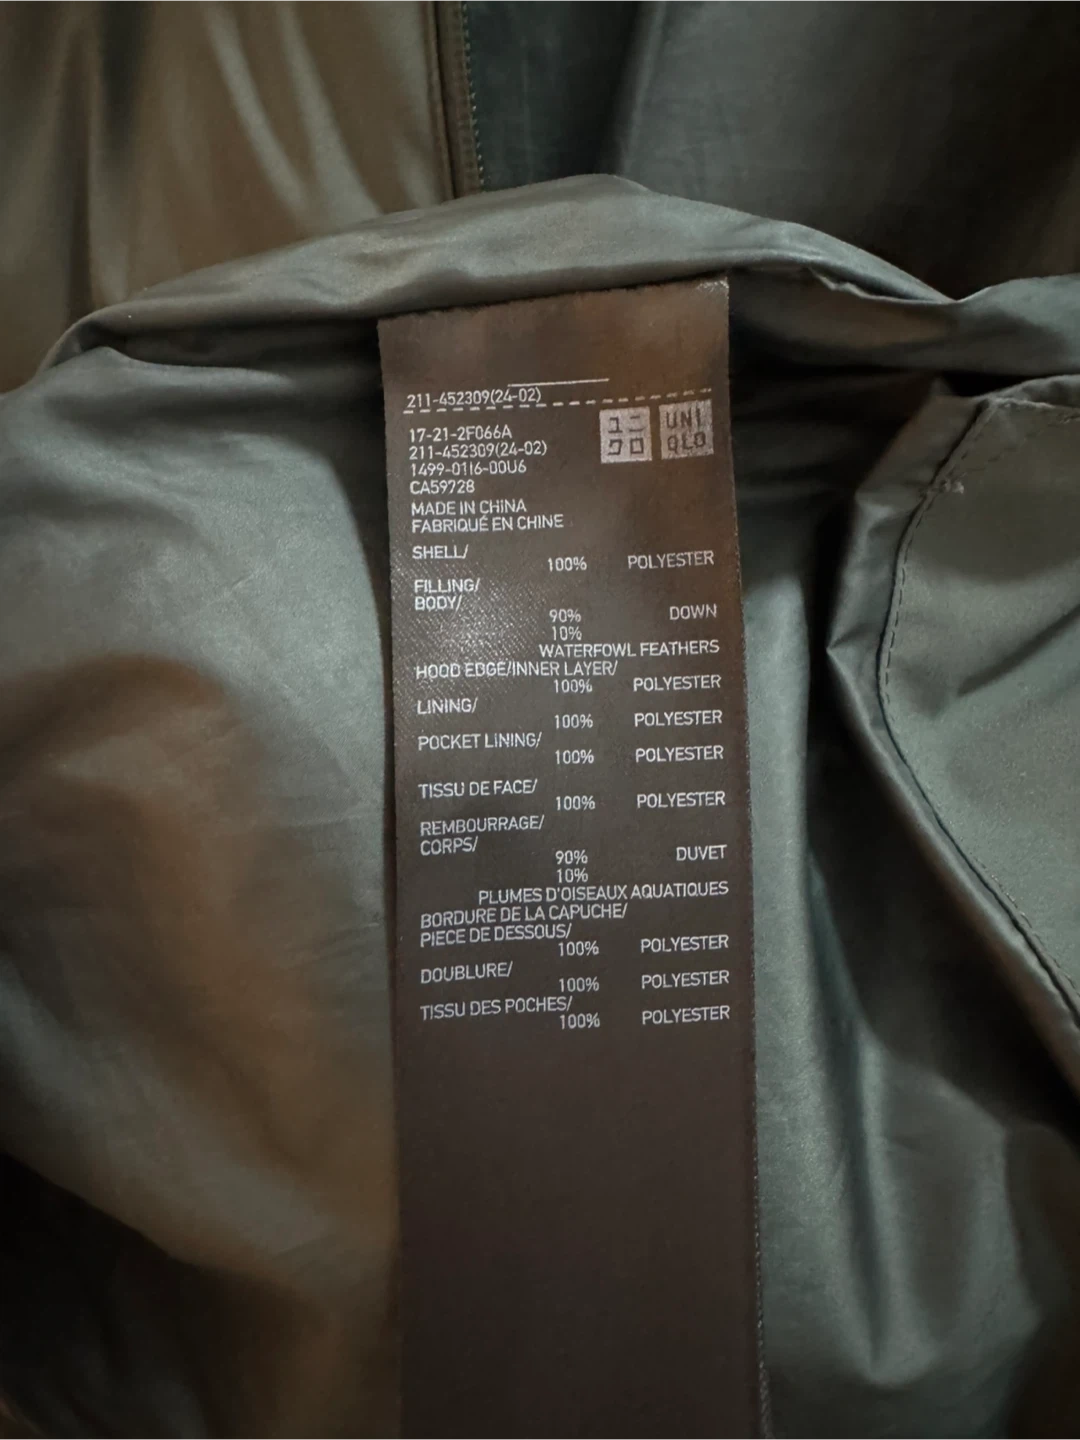 211-452309(24-02)
17-21-2F066A
211-452309(24-02)
1499-0116-00U6
CA59728
ユニ
クロ
UNI
QLO
MADE IN CHINA
FABRIQUÉ EN CHINE
SHELL/
100% POLYESTER
FILLING/
BODY/
90% DOWN
10%
WATERFOWL FEATHERS
HOOD EDGE/INNER LAYER/
100% POLYESTER
LINING/
100% POLYESTER
POCKET LINING/
100% POLYESTER
TISSU DE FACE/
100% POLYESTER
REMBOURRAGE/
CORPS/
90% DUVET
10%
PLUMES D'OISEAUX AQUATIQUES
BORDURE DE LA CAPUCHE/
PIECE DE DESSOUS/
100% POLYESTER
DOUBLURE/
100% POLYESTER
TISSU DES POCHES/
100% POLYESTER